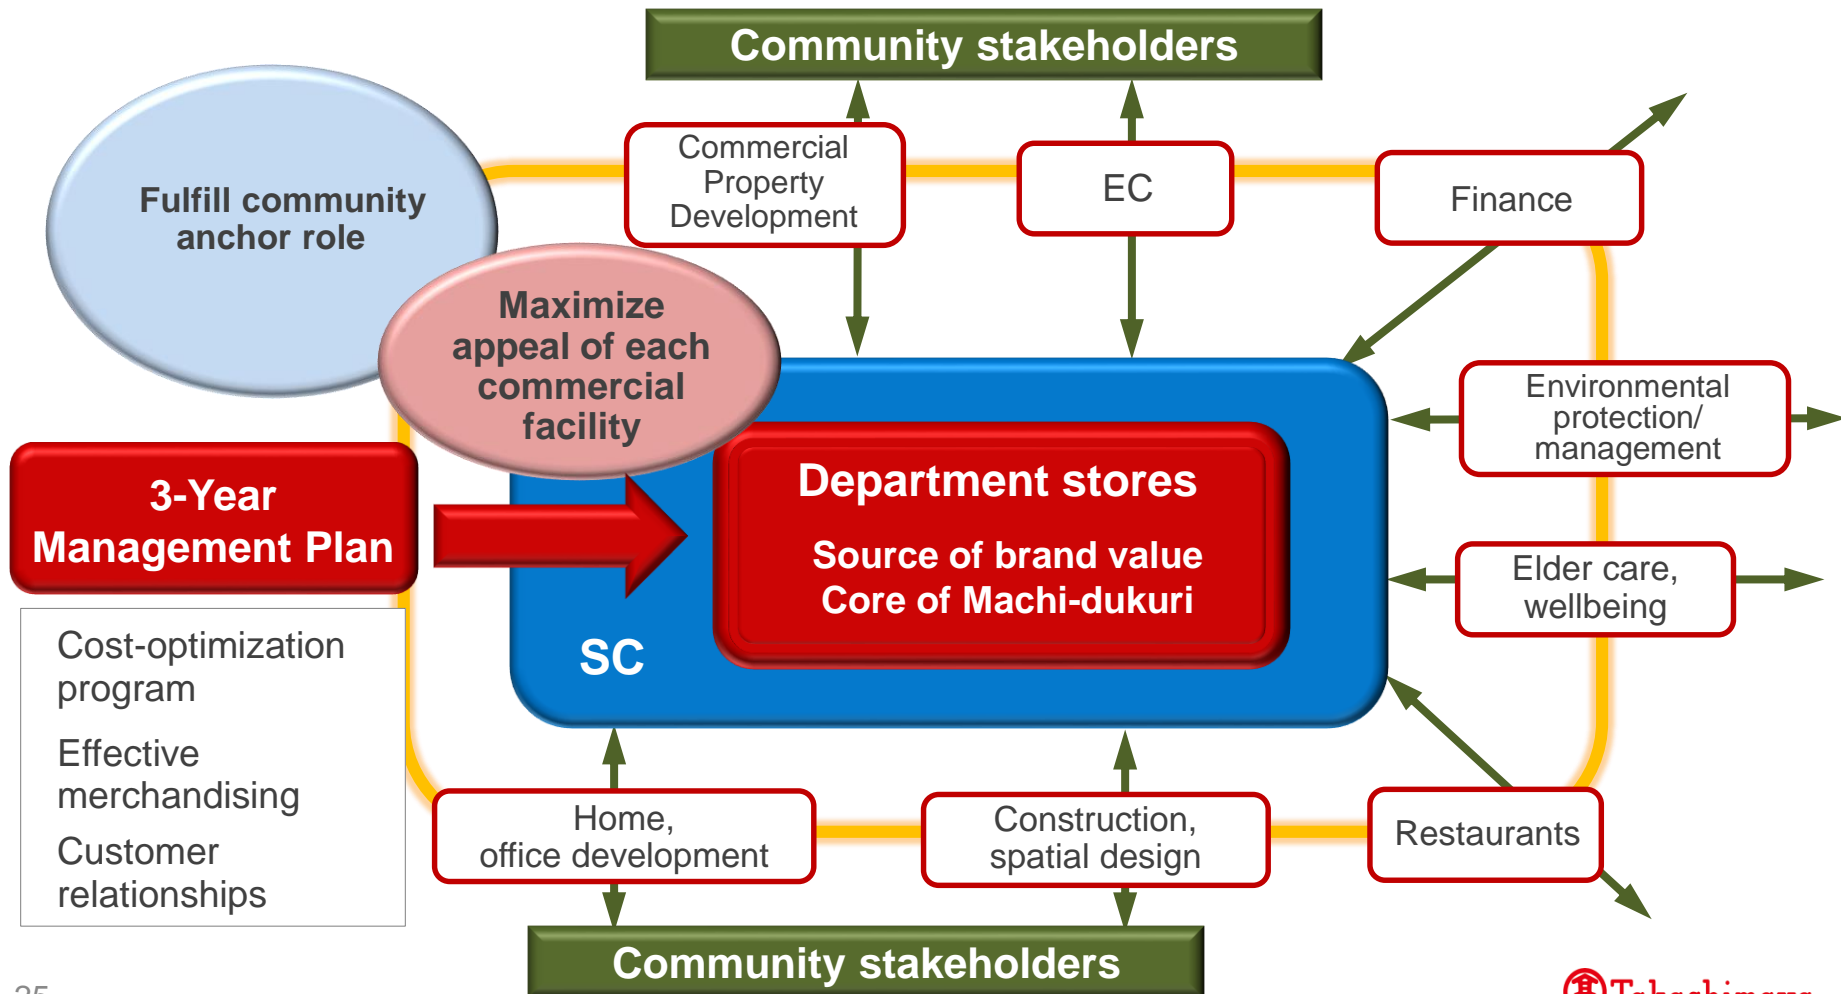 Community stakeholders
Fulfill community
anchor role
Commercial
Property
Development
EC
Finance
Maximize
appeal of each
commercial
facility
Environmental
protection/
management
3-Year
Management Plan
Department stores
Source of brand value
Core of Machi-dukuri
SC
Elder care,
wellbeing
Cost-optimization
program
Effective
merchandising
Customer
relationships
Home,
office development
Construction,
spatial design
Restaurants
Community stakeholders
Takashimaya